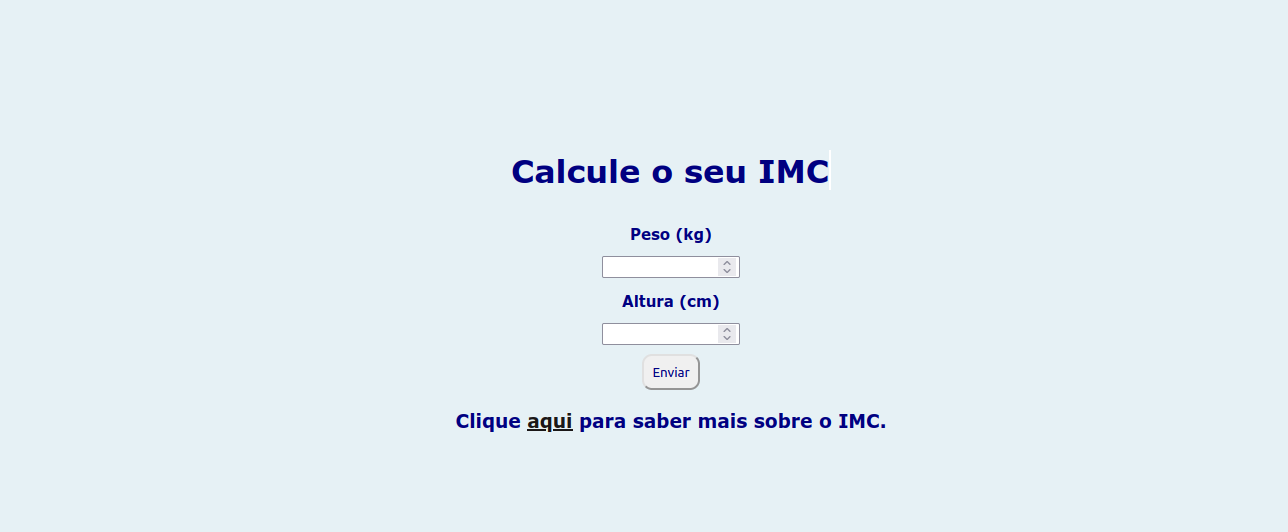 Calcule o seu IMC
Peso (kg)
Altura (cm)
Enviar
Clique aqui para saber mais sobre o IMC.